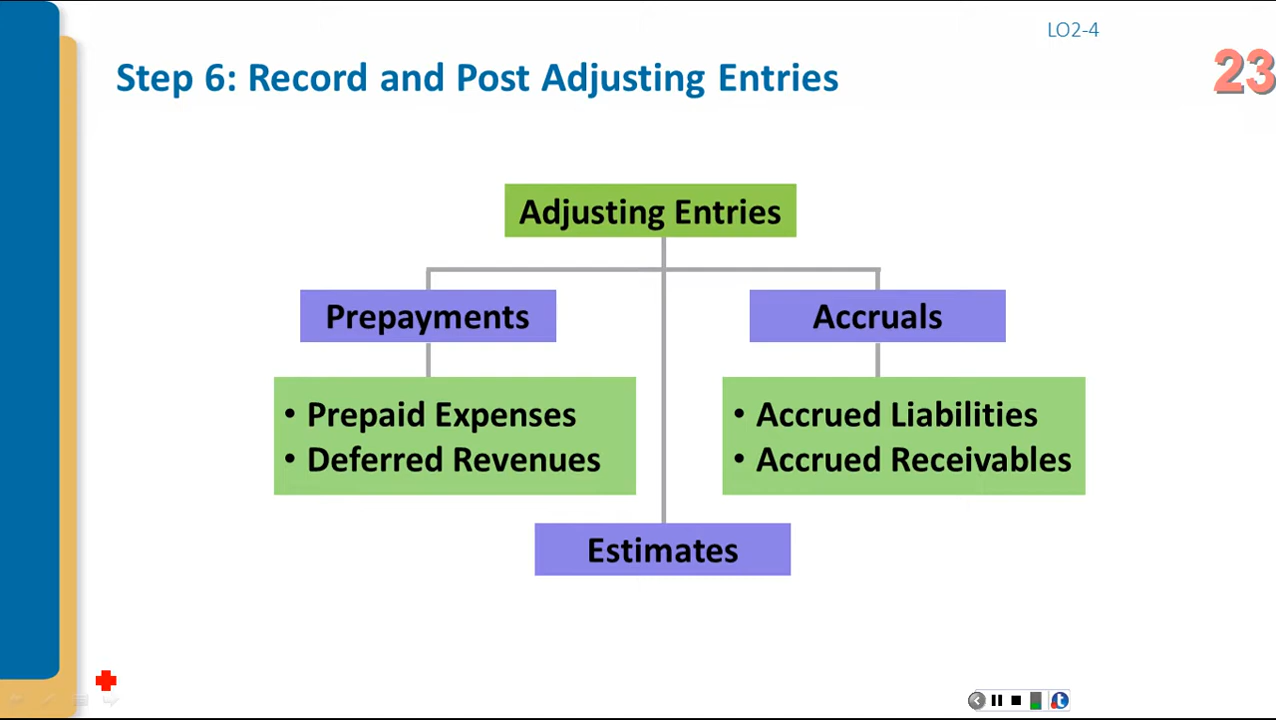 LO2-4
23
Step 6: Record and Post Adjusting Entries
Adjusting Entries
Prepayments
Accruals
• Prepaid Expenses
• Deferred Revenues
• Accrued Liabilities
• Accrued Receivables
Estimates
t